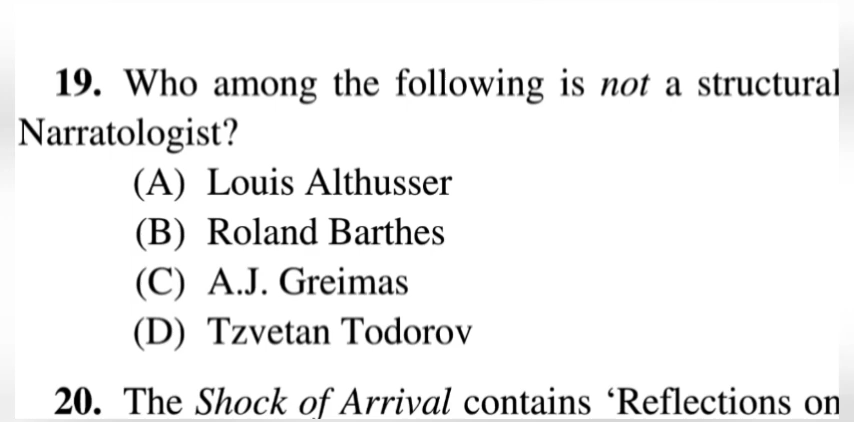 19. Who among the following is not a structural
Narratologist?
(A) Louis Althusser
(B) Roland Barthes
(C) A.J. Greimas
(D) Tzvetan Todorov
20. The Shock of Arrival contains ‘Reflections on